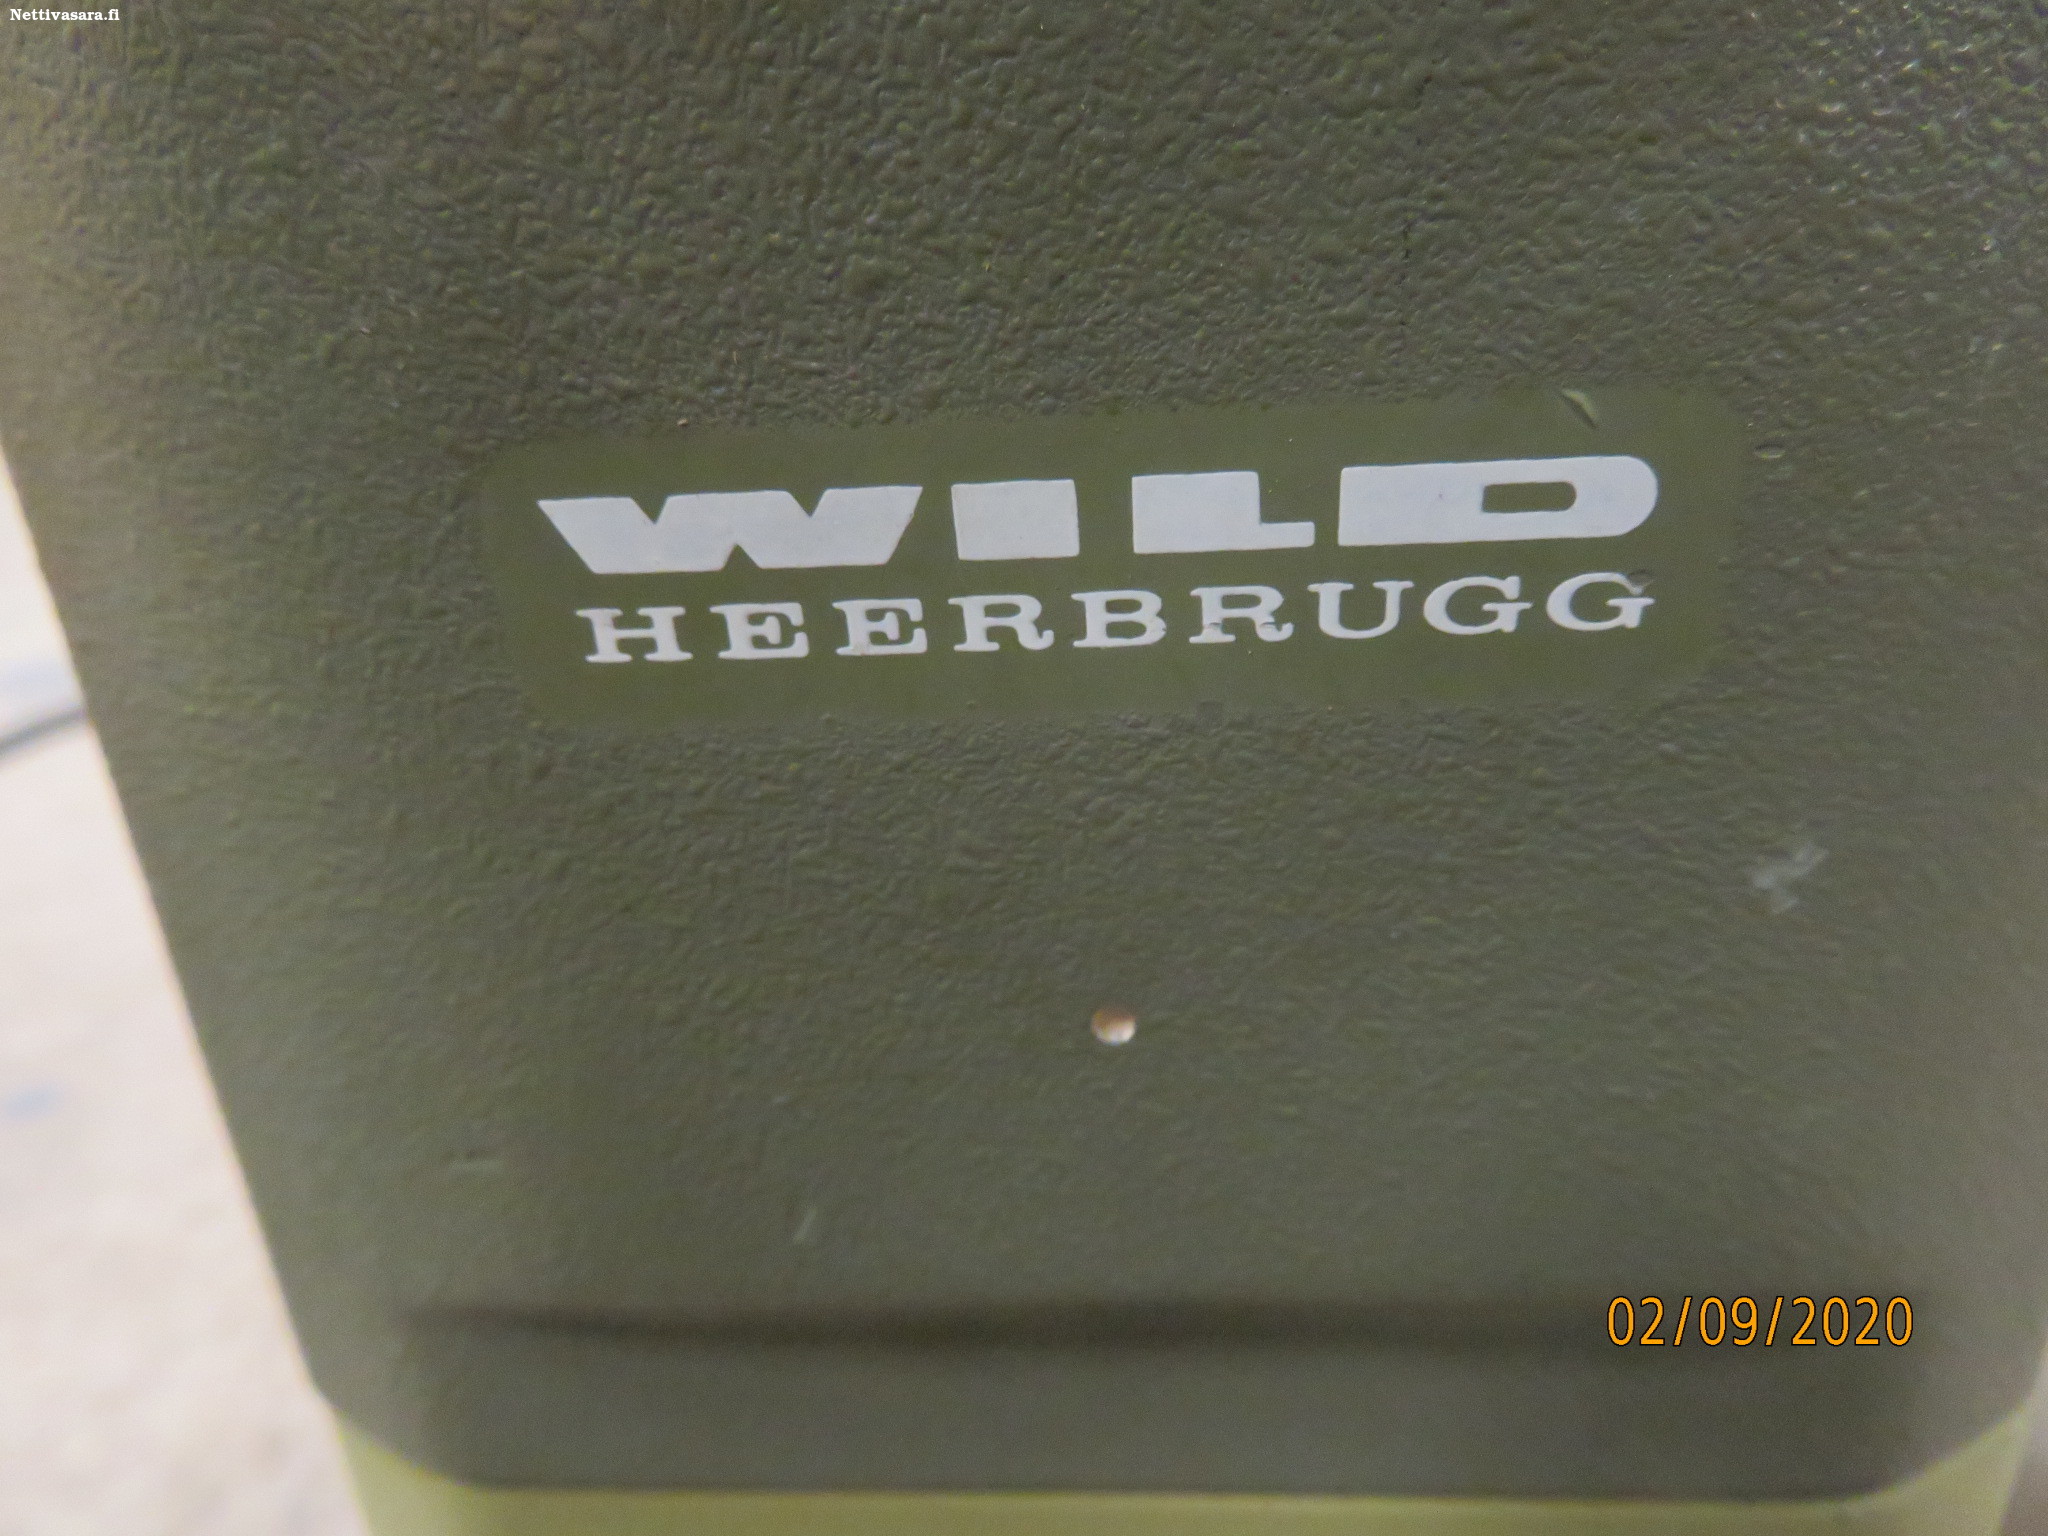 Nettivasara.fi
WILD
HEERBRUGG
02/09/2020